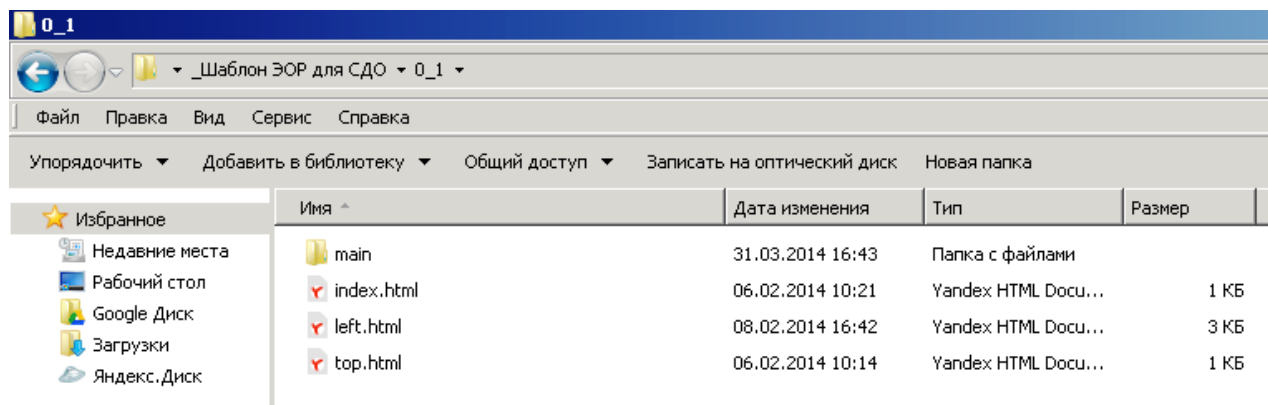 0_1
_Шаблон ЭОР для СДО 0_1
Файл Правка Вид Сервис Справка
Упорядочить Добавить в библиотеку Общий доступ Записать на оптический диск Новая папка
Избранное
Недавние места
Рабочий стол
Google Диск
Загрузки
Яндекс.Диск
Имя Дата изменения Тип Размер
main 31.03.2014 16:43 Папка с файлами
index.html 06.02.2014 10:21 Yandex HTML Docu... 1 КБ
left.html 08.02.2014 16:42 Yandex HTML Docu... 3 КБ
top.html 06.02.2014 10:14 Yandex HTML Docu... 1 КБ